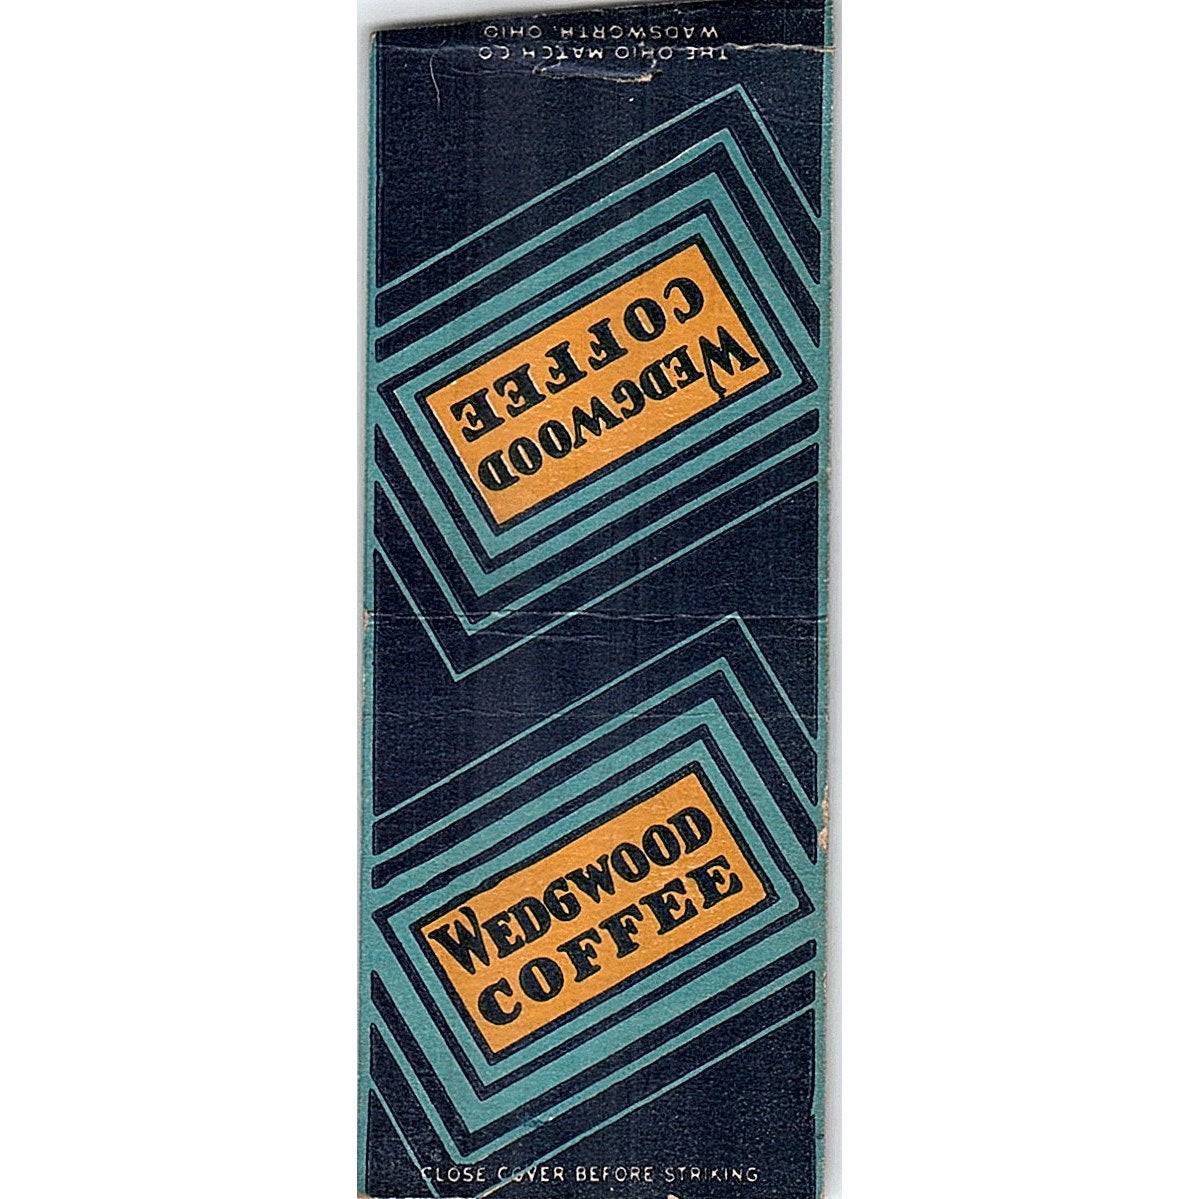 THE OHIO MATCH CO
WADSWORTH, OHIO
WEDGWOOD
COFFEE
WEDGWOOD
COFFEE
CLOSE COVER BEFORE STRIKING